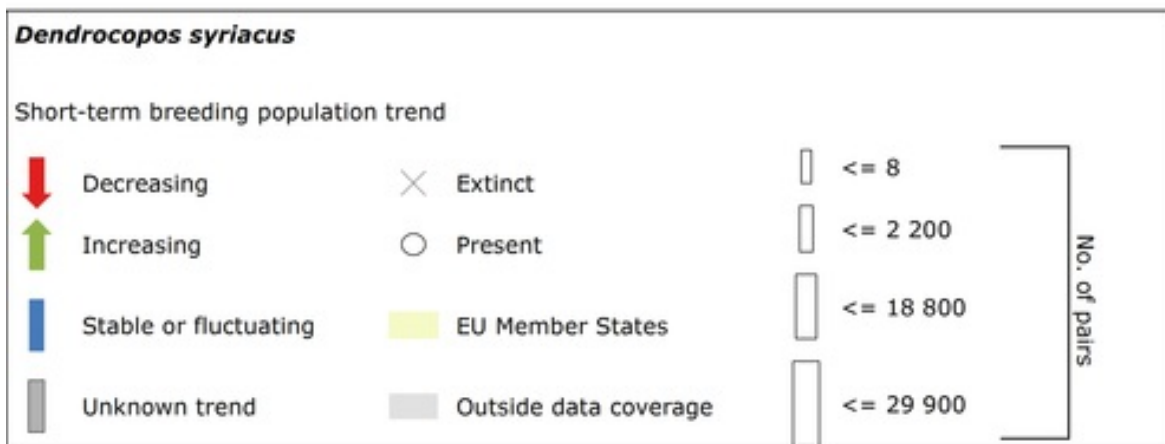 Dendrocopos syriacus
Short-term breeding population trend
Decreasing
Extinct
<= 8
Increasing
Present
<= 2 200
Stable or fluctuating
EU Member States
<= 18 800
Unknown trend
Outside data coverage
<= 29 900
No. of pairs